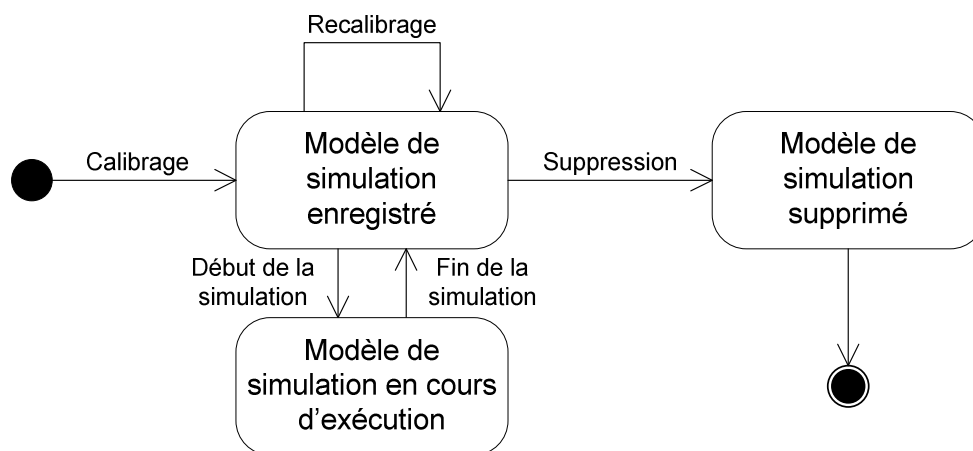 Recalibrage
Calibrage
Modèle de
simulation
enregistré
Suppression
Modèle de
simulation
supprimé
Début de la
simulation
Fin de la
simulation
Modèle de
simulation en cours
d’exécution